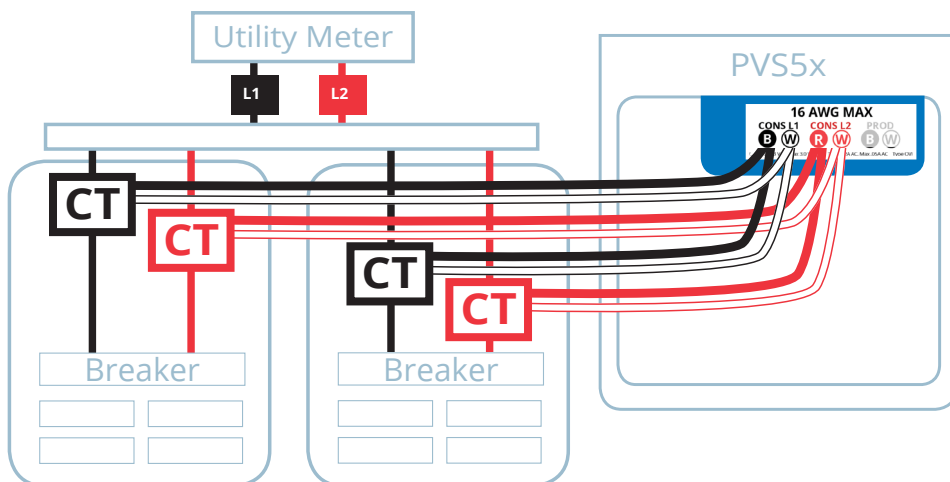 Utility Meter
L1
L2
PVS5x
16 AWG MAX
CONS L1 CONS L2 PROD
B W R W B W
CT
CT
CT
CT
Breaker
Breaker